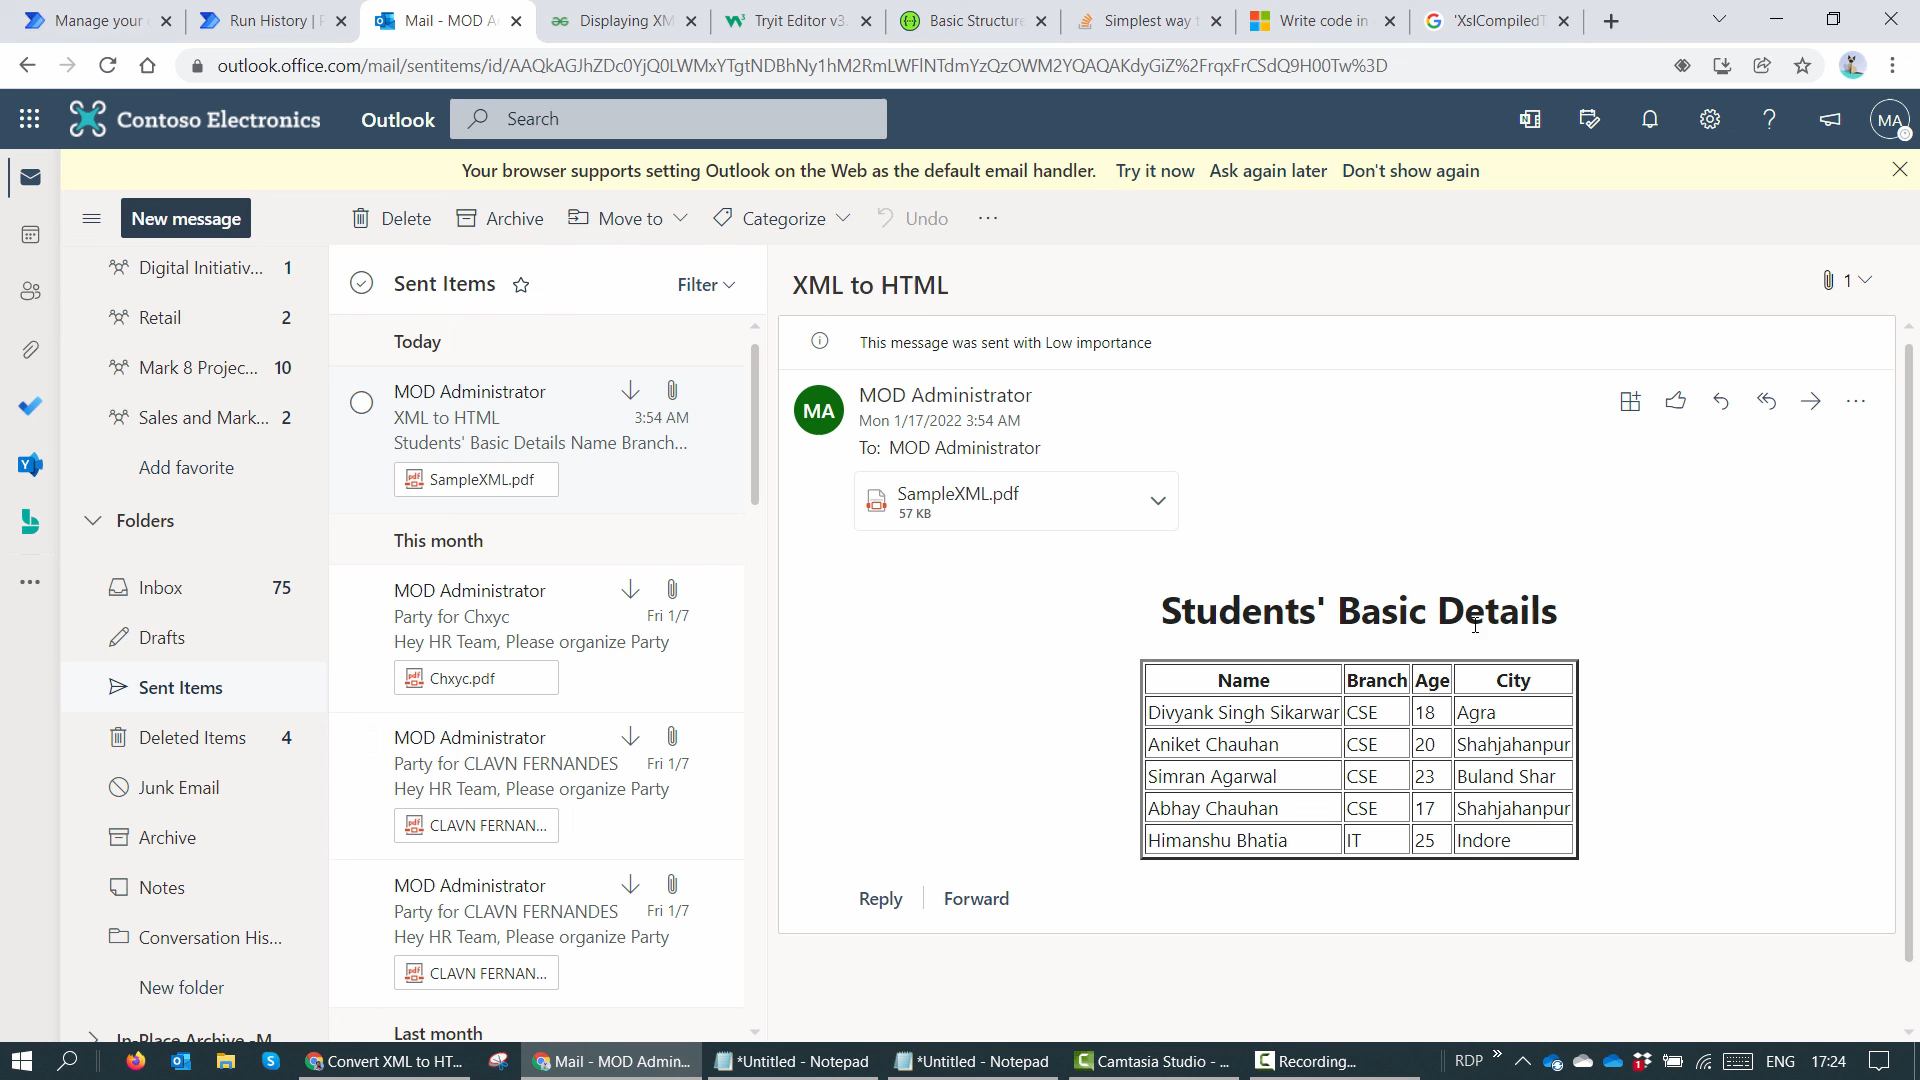 Manage your
Run History | P
Mail - MOD A
Displaying XM
Tryit Editor v3.
Basic Structure
Simplest way t
Write code in
'XslCompiledT
outlook.office.com/mail/sentitems/id/AAQkAGJhZDc0YjQ0LWMxYTgtNDBhNy1hM2RmLWFlNTdmYzQzOWM2YQAQAKdyGiZ%2FrqxFrCSdQ9H00Tw%3D
Contoso Electronics
Outlook
Search
MA
Your browser supports setting Outlook on the Web as the default email handler. Try it now Ask again later Don't show again
New message
Delete
Archive
Move to
Categorize
Undo
Digital Initiativ... 1
Retail 2
Mark 8 Projec... 10
Sales and Mark... 2
Add favorite
Folders
Inbox 75
Drafts
Sent Items
Deleted Items 4
Junk Email
Archive
Notes
Conversation His...
New folder
In-Place Archive -M
Sent Items
Filter
Today
MOD Administrator
XML to HTML 3:54 AM
Students' Basic Details Name Branch...
SampleXML.pdf
This month
MOD Administrator
Party for Chxyc Fri 1/7
Hey HR Team, Please organize Party
Chxyc.pdf
MOD Administrator
Party for CLAVN FERNANDES Fri 1/7
Hey HR Team, Please organize Party
CLAVN FERNAN...
MOD Administrator
Party for CLAVN FERNANDES Fri 1/7
Hey HR Team, Please organize Party
CLAVN FERNAN...
Last month
XML to HTML
1
This message was sent with Low importance
MA
MOD Administrator
Mon 1/17/2022 3:54 AM
To: MOD Administrator
SampleXML.pdf
57 KB
Students' Basic Details
Name Branch Age City
Divyank Singh Sikarwar CSE 18 Agra
Aniket Chauhan CSE 20 Shahjahanpur
Simran Agarwal CSE 23 Buland Shar
Abhay Chauhan CSE 17 Shahjahanpur
Himanshu Bhatia IT 25 Indore
Reply
Forward
Convert XML to HT...
Mail - MOD Admin...
*Untitled - Notepad
*Untitled - Notepad
Camtasia Studio - ...
Recording...
RDP
ENG
17:24